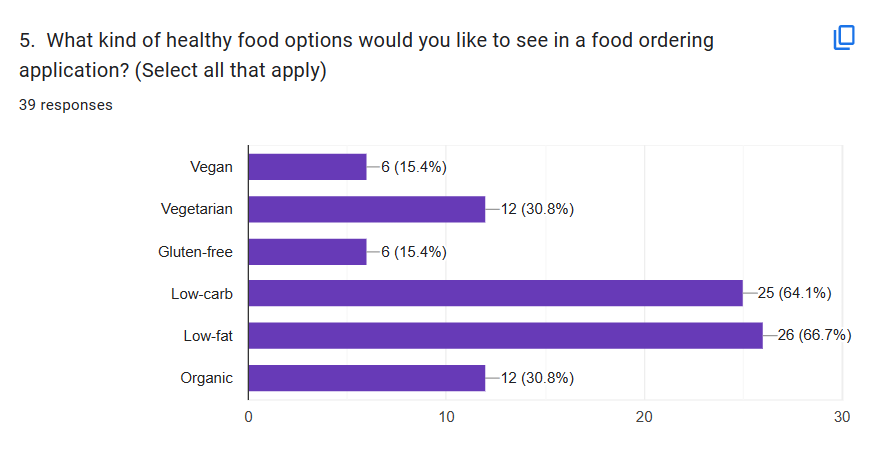 5. What kind of healthy food options would you like to see in a food ordering
application? (Select all that apply)
39 responses
Vegan 6 (15.4%)
Vegetarian 12 (30.8%)
Gluten-free 6 (15.4%)
Low-carb 25 (64.1%)
Low-fat 26 (66.7%)
Organic 12 (30.8%)
0 10 20 30